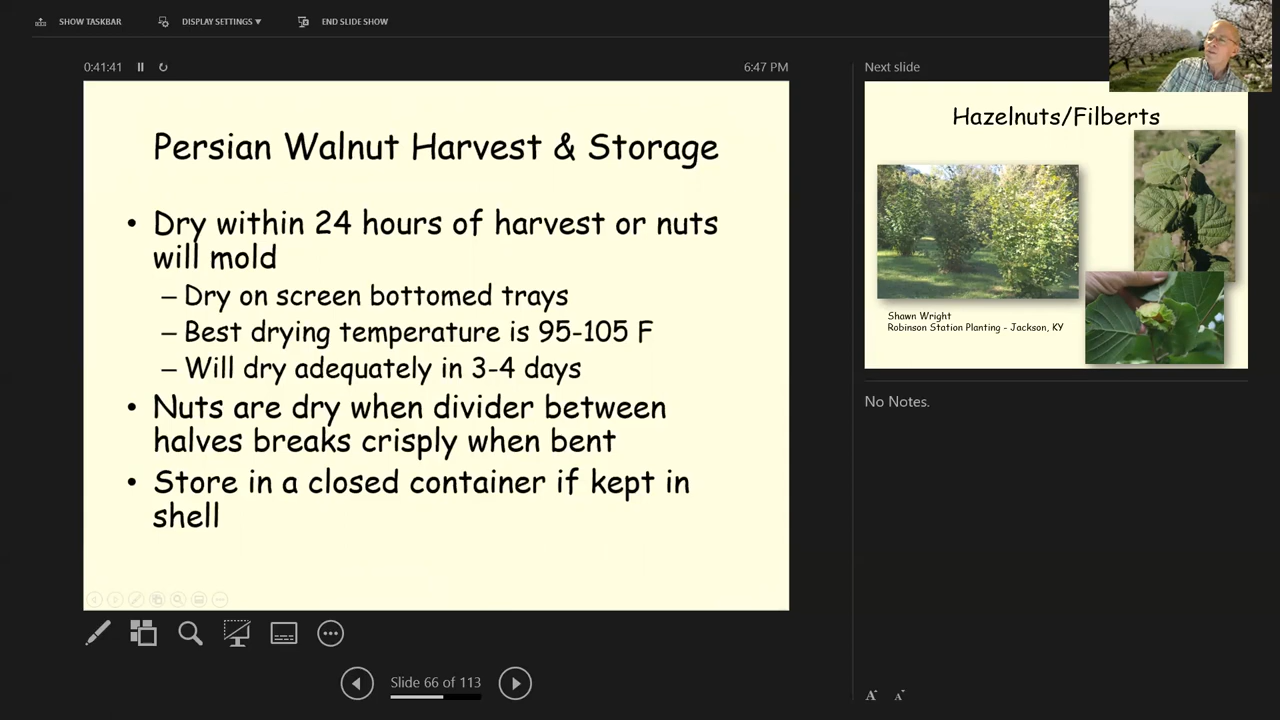 SHOW TASKBAR
DISPLAY SETTINGS ▼
END SLIDE SHOW
0:41:41
6:47 PM
Persian Walnut Harvest & Storage
• Dry within 24 hours of harvest or nuts
will mold
– Dry on screen bottomed trays
– Best drying temperature is 95-105 F
– Will dry adequately in 3-4 days
• Nuts are dry when divider between
halves breaks crisply when bent
• Store in a closed container if kept in
shell
Slide 66 of 113
Next slide
Hazelnuts/Filberts
Shawn Wright
Robinson Station Planting - Jackson, KY
No Notes.
A A